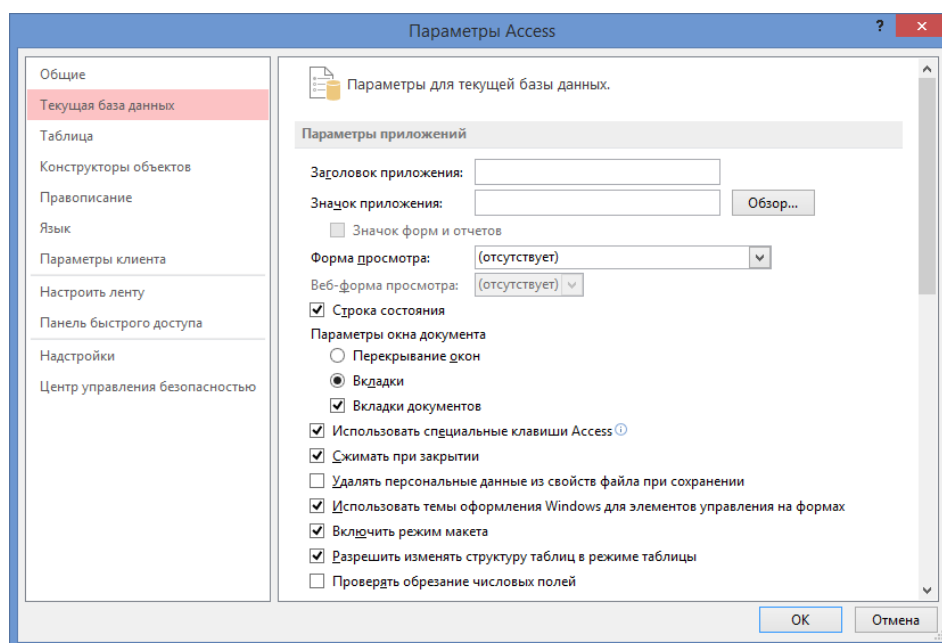 Параметры Access
?
Общие
Текущая база данных
Таблица
Конструкторы объектов
Правописание
Язык
Параметры клиента
Настроить ленту
Панель быстрого доступа
Надстройки
Центр управления безопасностью
Параметры для текущей базы данных.
Параметры приложений
Заголовок приложения:
Значок приложения: Обзор...
Значок форм и отчетов
Форма просмотра: (отсутствует)
Веб-форма просмотра: (отсутствует)
Строка состояния
Параметры окна документа
Перекрывание окон
Вкладки
Вкладки документов
Использовать специальные клавиши Access
Сжимать при закрытии
Удалять персональные данные из свойств файла при сохранении
Использовать темы оформления Windows для элементов управления на формах
Включить режим макета
Разрешить изменять структуру таблиц в режиме таблицы
Проверять обрезание числовых полей
ОК Отмена